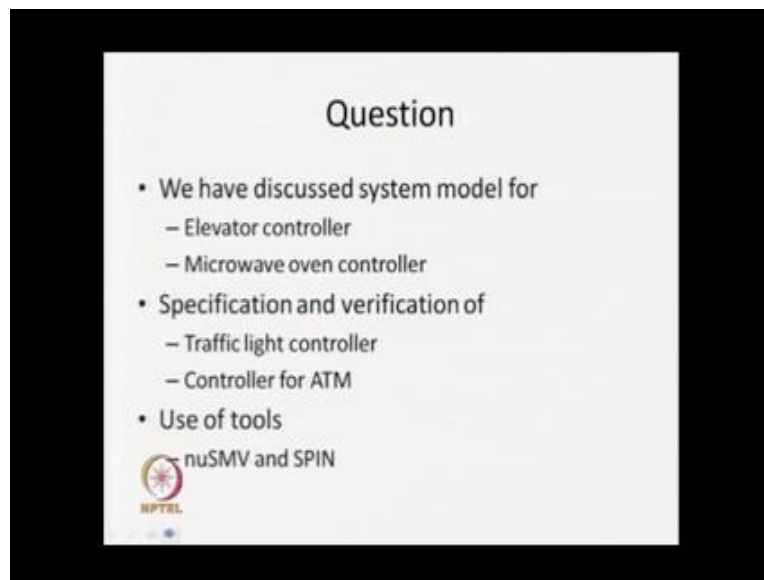 Question
• We have discussed system model for
– Elevator controller
– Microwave oven controller
• Specification and verification of
– Traffic light controller
– Controller for ATM
• Use of tools
– nuSMV and SPIN
NPTEL